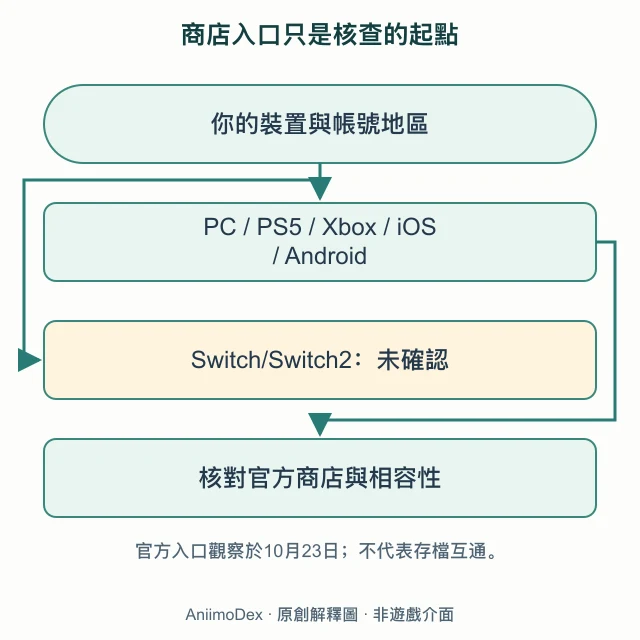 商店入口只是核查的起點
你的裝置與帳號地區
PC / PS5 / Xbox / iOS
/ Android
Switch/Switch2：未確認
核對官方商店與相容性
官方入口觀察於10月23日；不代表存檔互通。
AniimoDex · 原創解釋圖 · 非遊戲介面